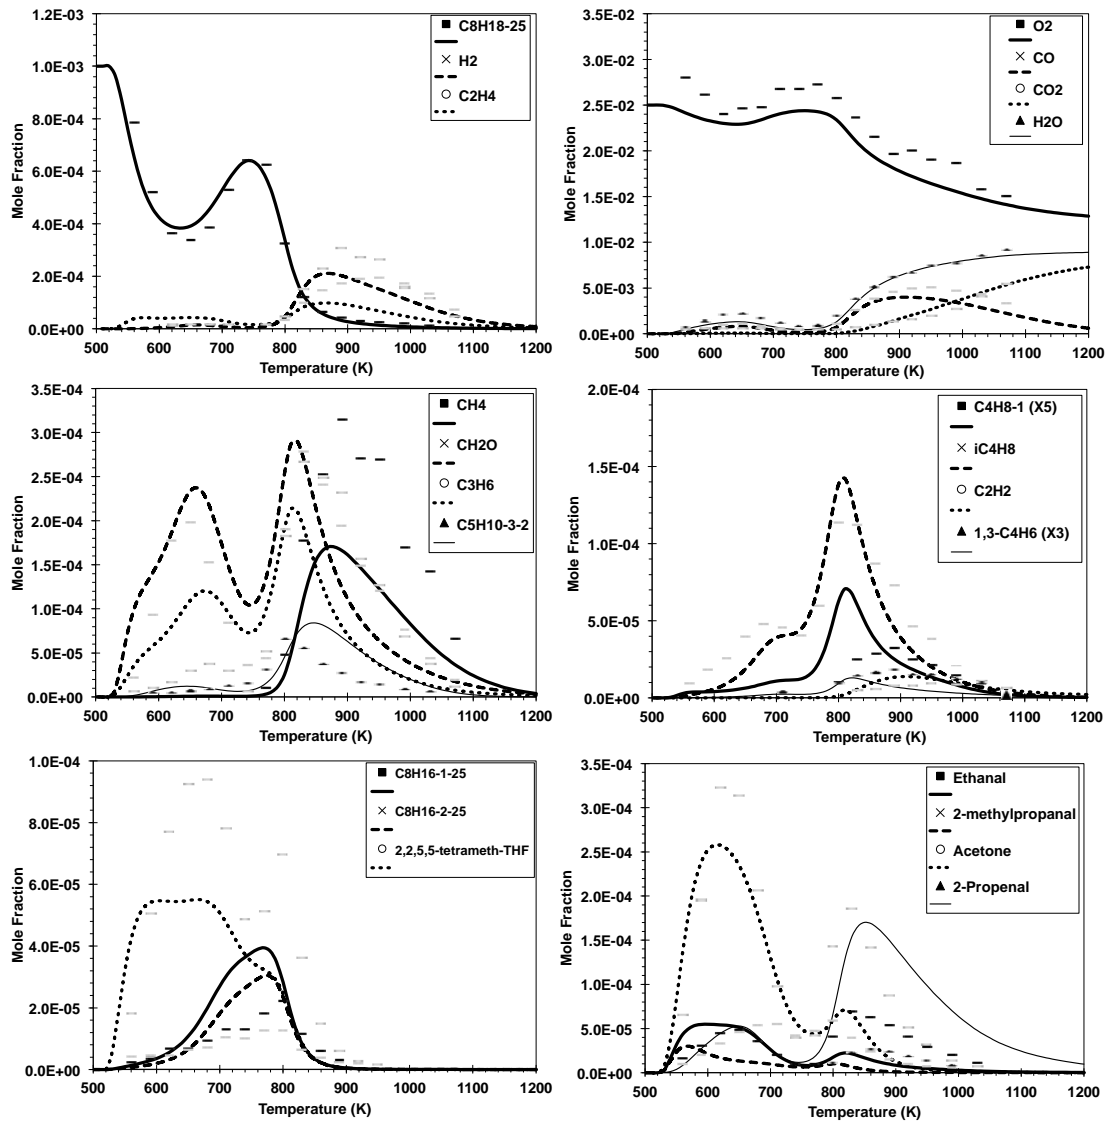 1.2E-03
1.0E-03
8.0E-04
6.0E-04
4.0E-04
2.0E-04
0.0E+00
Mole Fraction
500 600 700 800 900 1000 1100 1200
Temperature (K)
C8H18-25
H2
C2H4
3.5E-02
3.0E-02
2.5E-02
2.0E-02
1.5E-02
1.0E-02
5.0E-03
0.0E+00
Mole Fraction
500 600 700 800 900 1000 1100 1200
Temperature (K)
O2
CO
CO2
H2O
3.5E-04
3.0E-04
2.5E-04
2.0E-04
1.5E-04
1.0E-04
5.0E-05
0.0E+00
Mole Fraction
500 600 700 800 900 1000 1100 1200
Temperature (K)
CH4
CH2O
C3H6
C5H10-3-2
2.0E-04
1.5E-04
1.0E-04
5.0E-05
0.0E+00
Mole Fraction
500 600 700 800 900 1000 1100 1200
Temperature (K)
C4H8-1 (X5)
iC4H8
C2H2
1,3-C4H6 (X3)
1.0E-04
8.0E-05
6.0E-05
4.0E-05
2.0E-05
0.0E+00
Mole Fraction
500 600 700 800 900 1000 1100 1200
Temperature (K)
C8H16-1-25
C8H16-2-25
2,2,5,5-tetrameth-THF
3.5E-04
3.0E-04
2.5E-04
2.0E-04
1.5E-04
1.0E-04
5.0E-05
0.0E+00
Mole Fraction
500 600 700 800 900 1000 1100 1200
Temperature (K)
Ethanal
2-methylpropanal
Acetone
2-Propenal